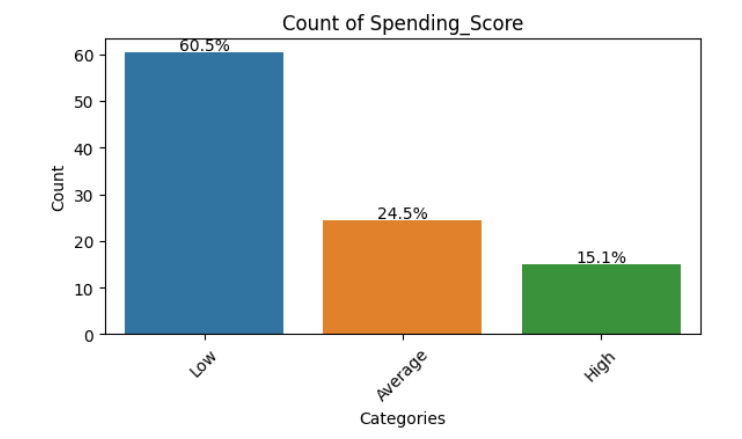 Count of Spending_Score
60.5%
24.5%
15.1%
60
50
40
30
20
10
0
Count
Low
Average
High
Categories